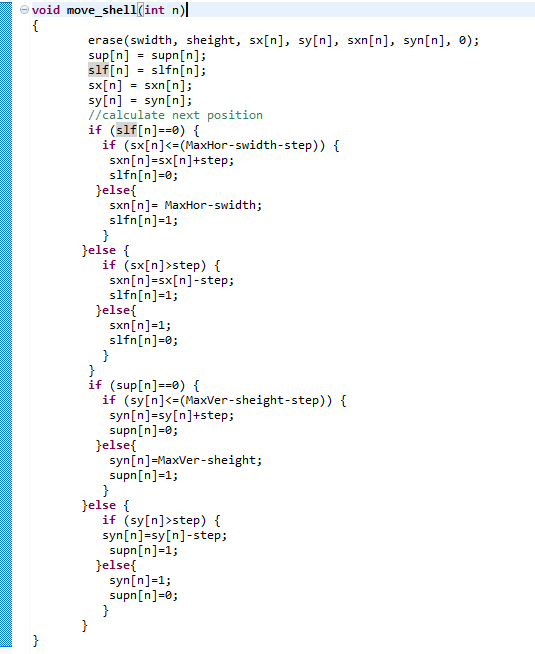 void move_shell(int n)
{
erase(swidth, sheight, sx[n], sy[n], sxn[n], syn[n], 0);
sup[n] = supn[n];
slf[n] = slfn[n];
sx[n] = sxn[n];
sy[n] = syn[n];
//calculate next position
if (slf[n]==0) {
if (sx[n]<=(MaxHor-swidth-step)) {
sxn[n]=sx[n]+step;
slfn[n]=0;
}else{
sxn[n]= MaxHor-swidth;
slfn[n]=1;
}
}else {
if (sx[n]>step) {
sxn[n]=sx[n]-step;
slfn[n]=1;
}else{
sxn[n]=1;
slfn[n]=0;
}
}
if (sup[n]==0) {
if (sy[n]<=(MaxVer-sheight-step)) {
syn[n]=sy[n]+step;
supn[n]=0;
}else{
syn[n]=MaxVer-sheight;
supn[n]=1;
}
}else {
if (sy[n]>step) {
syn[n]=sy[n]-step;
supn[n]=1;
}else{
syn[n]=1;
supn[n]=0;
}
}
}